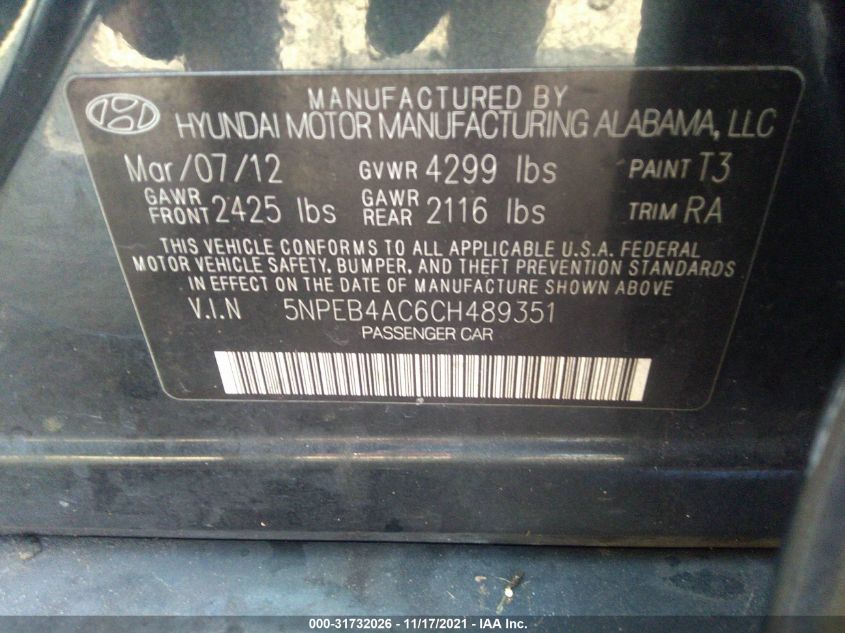 MANUFACTURED BY
HYUNDAI MOTOR MANUFACTURING ALABAMA, LLC
Mar/07/12 GVWR 4299 lbs PAINT T3
GAWR FRONT 2425 lbs GAWR REAR 2116 lbs TRIM RA
THIS VEHICLE CONFORMS TO ALL APPLICABLE U.S.A. FEDERAL
MOTOR VEHICLE SAFETY, BUMPER, AND THEFT PREVENTION STANDARDS
IN EFFECT ON THE DATE OF MANUFACTURE SHOWN ABOVE
V.I.N 5NPEB4AC6CH489351
PASSENGER CAR
000-31732026 - 11/17/2021 - IAA Inc.